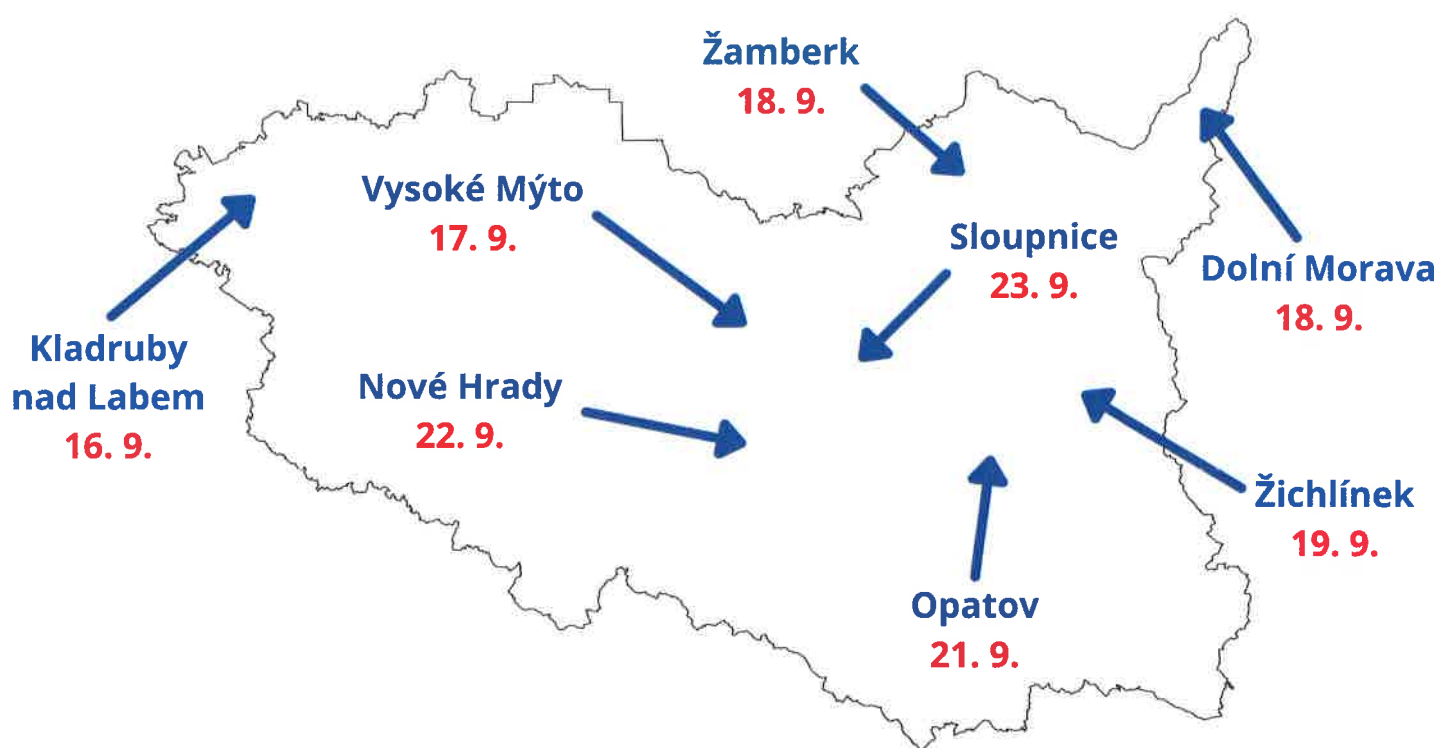 Žamberk
18. 9.
Vysoké Mýto
17. 9.
Sloupnice
23. 9.
Dolní Morava
18. 9.
Kladruby
nad Labem
16. 9.
Nové Hrady
22. 9.
Žichlínek
19. 9.
Opatov
21. 9.